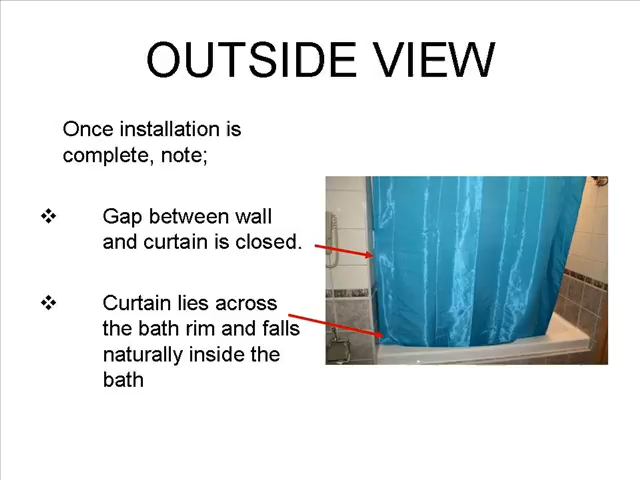 OUTSIDE VIEW
Once installation is
complete, note;
❖ Gap between wall
and curtain is closed.
❖ Curtain lies across
the bath rim and falls
naturally inside the
bath